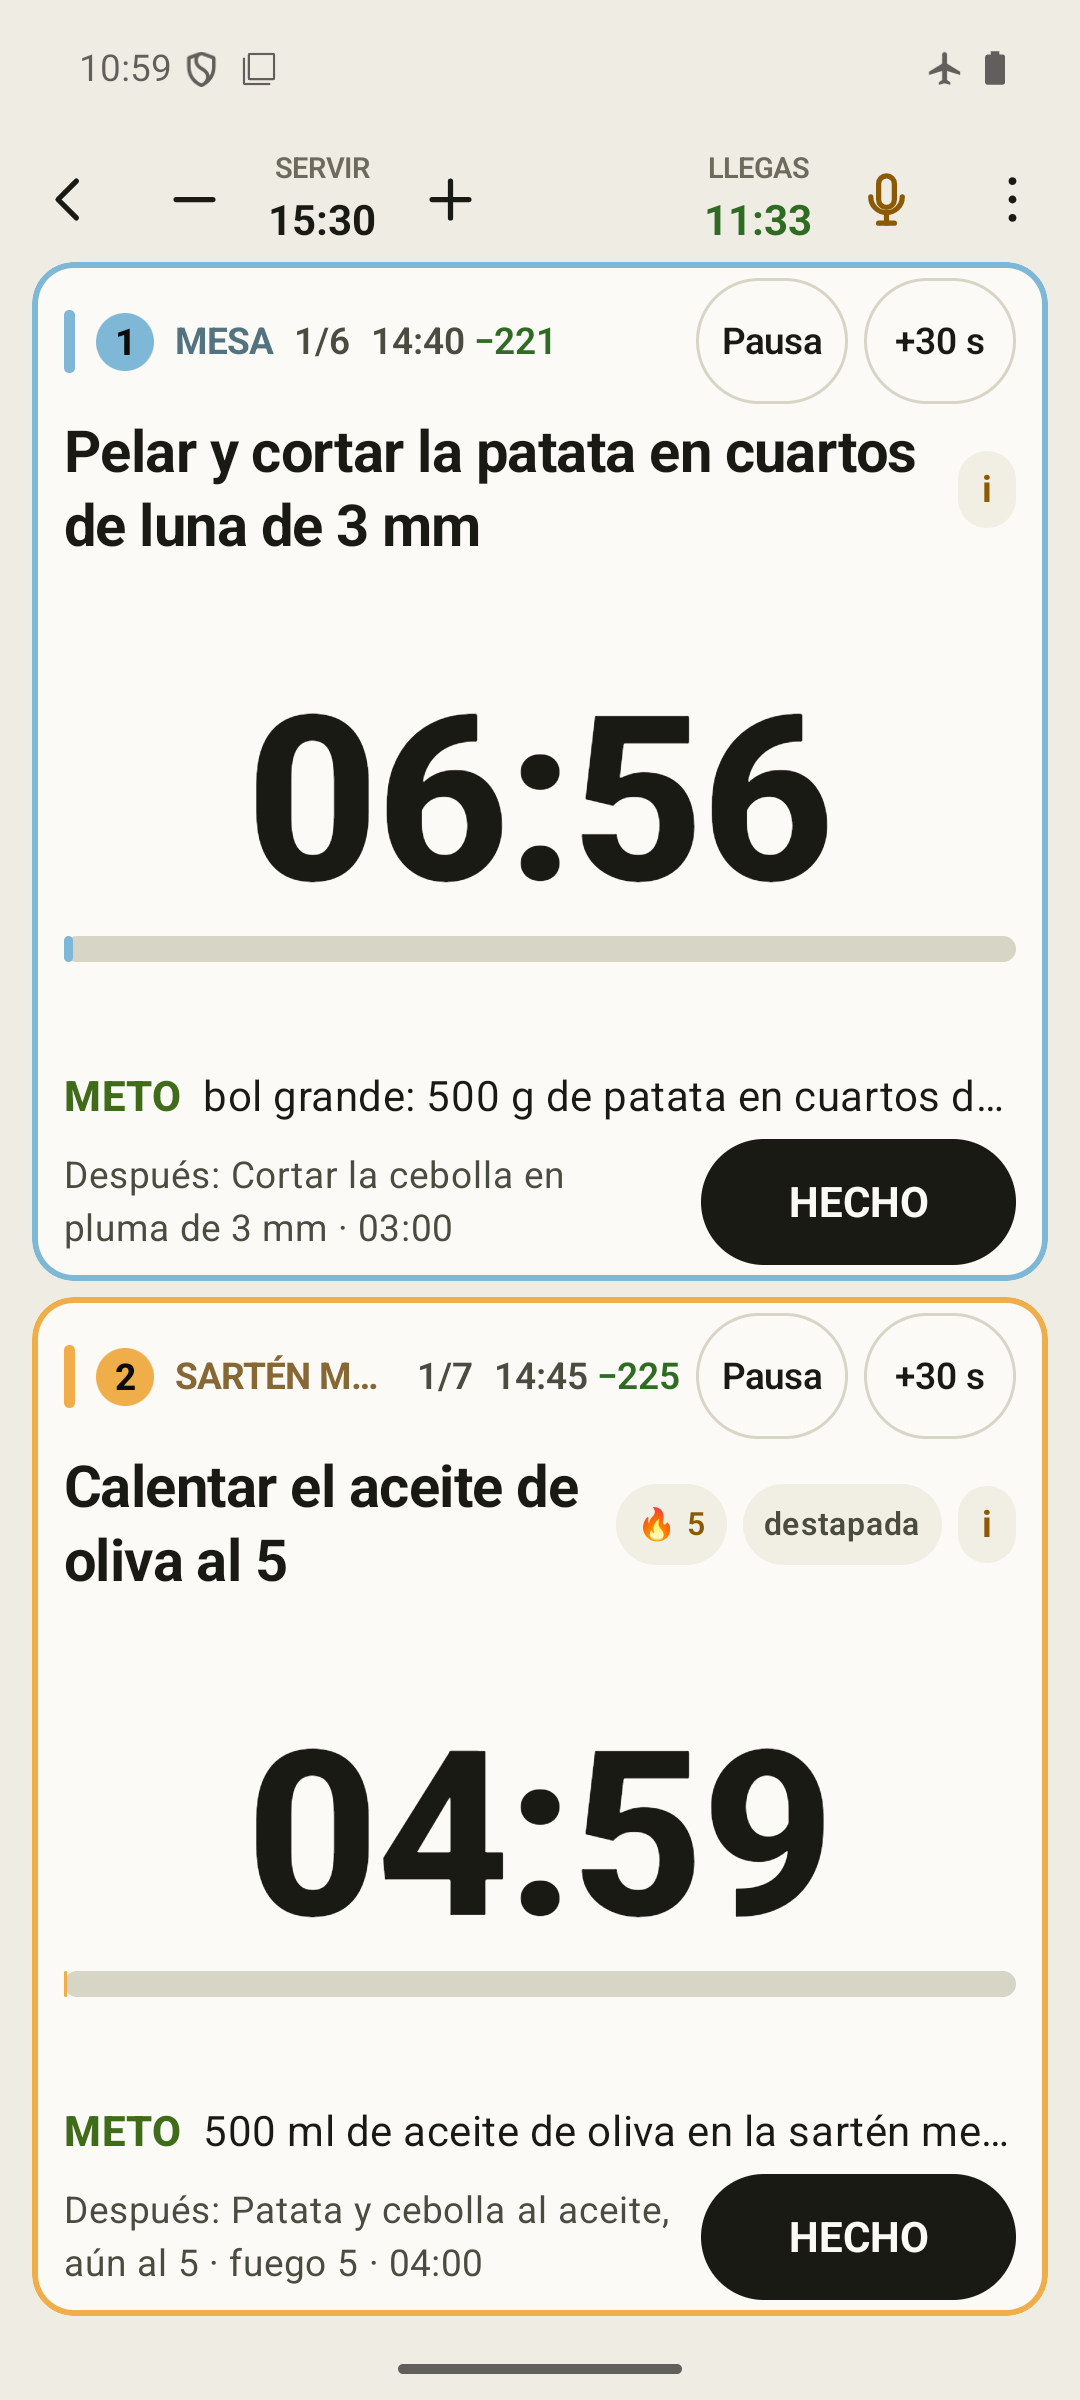 10:59
SERVIR
15:30
LLEGAS
11:33
1 MESA 1/6 14:40 −221
Pausa
+30 s
Pelar y cortar la patata en cuartos
de luna de 3 mm
i
06:56
METO bol grande: 500 g de patata en cuartos d...
Después: Cortar la cebolla en
pluma de 3 mm · 03:00
HECHO
2 SARTÉN M... 1/7 14:45 −225
Pausa
+30 s
Calentar el aceite de
oliva al 5
🔥 5
destapada
i
04:59
METO 500 ml de aceite de oliva en la sartén me...
Después: Patata y cebolla al aceite,
aún al 5 · fuego 5 · 04:00
HECHO